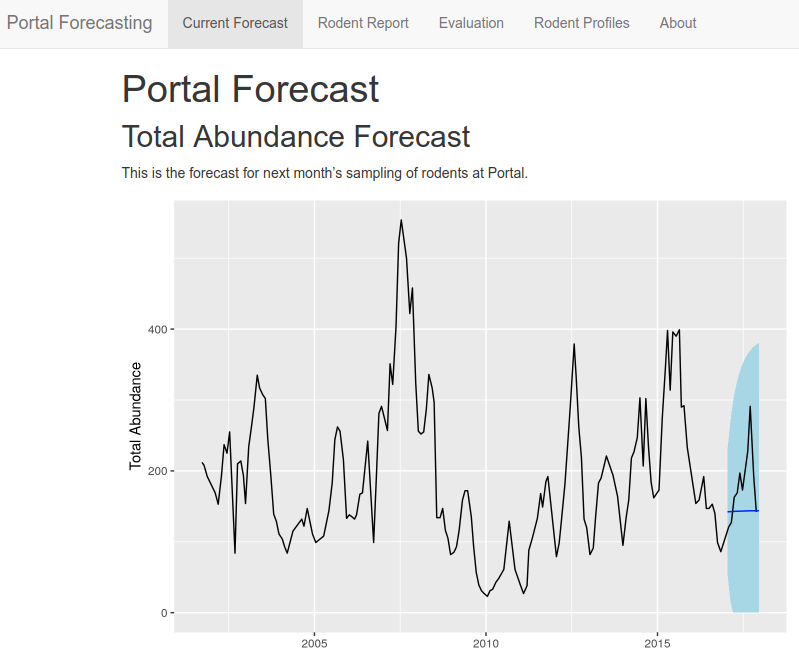 Portal Forecasting Current Forecast Rodent Report Evaluation Rodent Profiles About
Portal Forecast
Total Abundance Forecast
This is the forecast for next month's sampling of rodents at Portal.
Total Abundance
400
200
0
2005 2010 2015